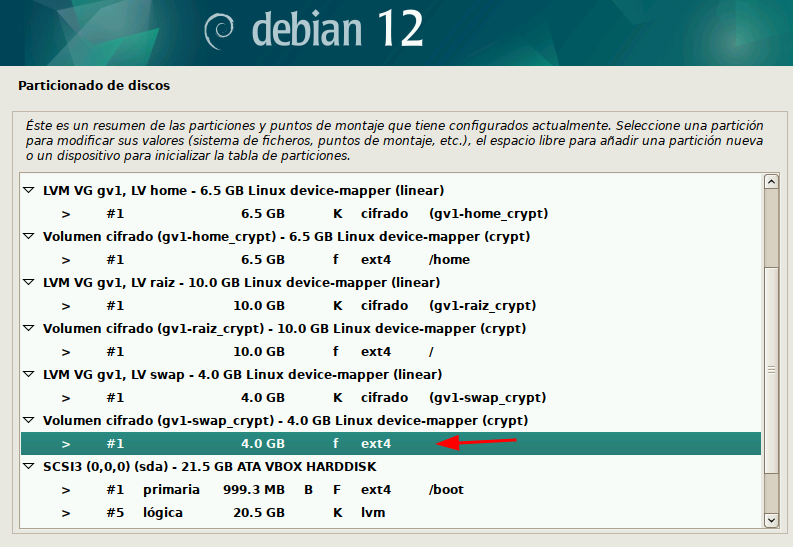 debian 12
Particionado de discos
Éste es un resumen de las particiones y puntos de montaje que tiene configurados actualmente. Seleccione una partición
para modificar sus valores (sistema de ficheros, puntos de montaje, etc.), el espacio libre para añadir una partición nueva
o un dispositivo para inicializar la tabla de particiones.
LVM VG gv1, LV home - 6.5 GB Linux device-mapper (linear)
> #1 6.5 GB K cifrado (gv1-home_crypt)
Volumen cifrado (gv1-home_crypt) - 6.5 GB Linux device-mapper (crypt)
> #1 6.5 GB f ext4 /home
LVM VG gv1, LV raiz - 10.0 GB Linux device-mapper (linear)
> #1 10.0 GB K cifrado (gv1-raiz_crypt)
Volumen cifrado (gv1-raiz_crypt) - 10.0 GB Linux device-mapper (crypt)
> #1 10.0 GB f ext4 /
LVM VG gv1, LV swap - 4.0 GB Linux device-mapper (linear)
> #1 4.0 GB K cifrado (gv1-swap_crypt)
Volumen cifrado (gv1-swap_crypt) - 4.0 GB Linux device-mapper (crypt)
> #1 4.0 GB f ext4
SCSI3 (0,0,0) (sda) - 21.5 GB ATA VBOX HARDDISK
> #1 primaria 999.3 MB B F ext4 /boot
> #5 lógica 20.5 GB K lvm